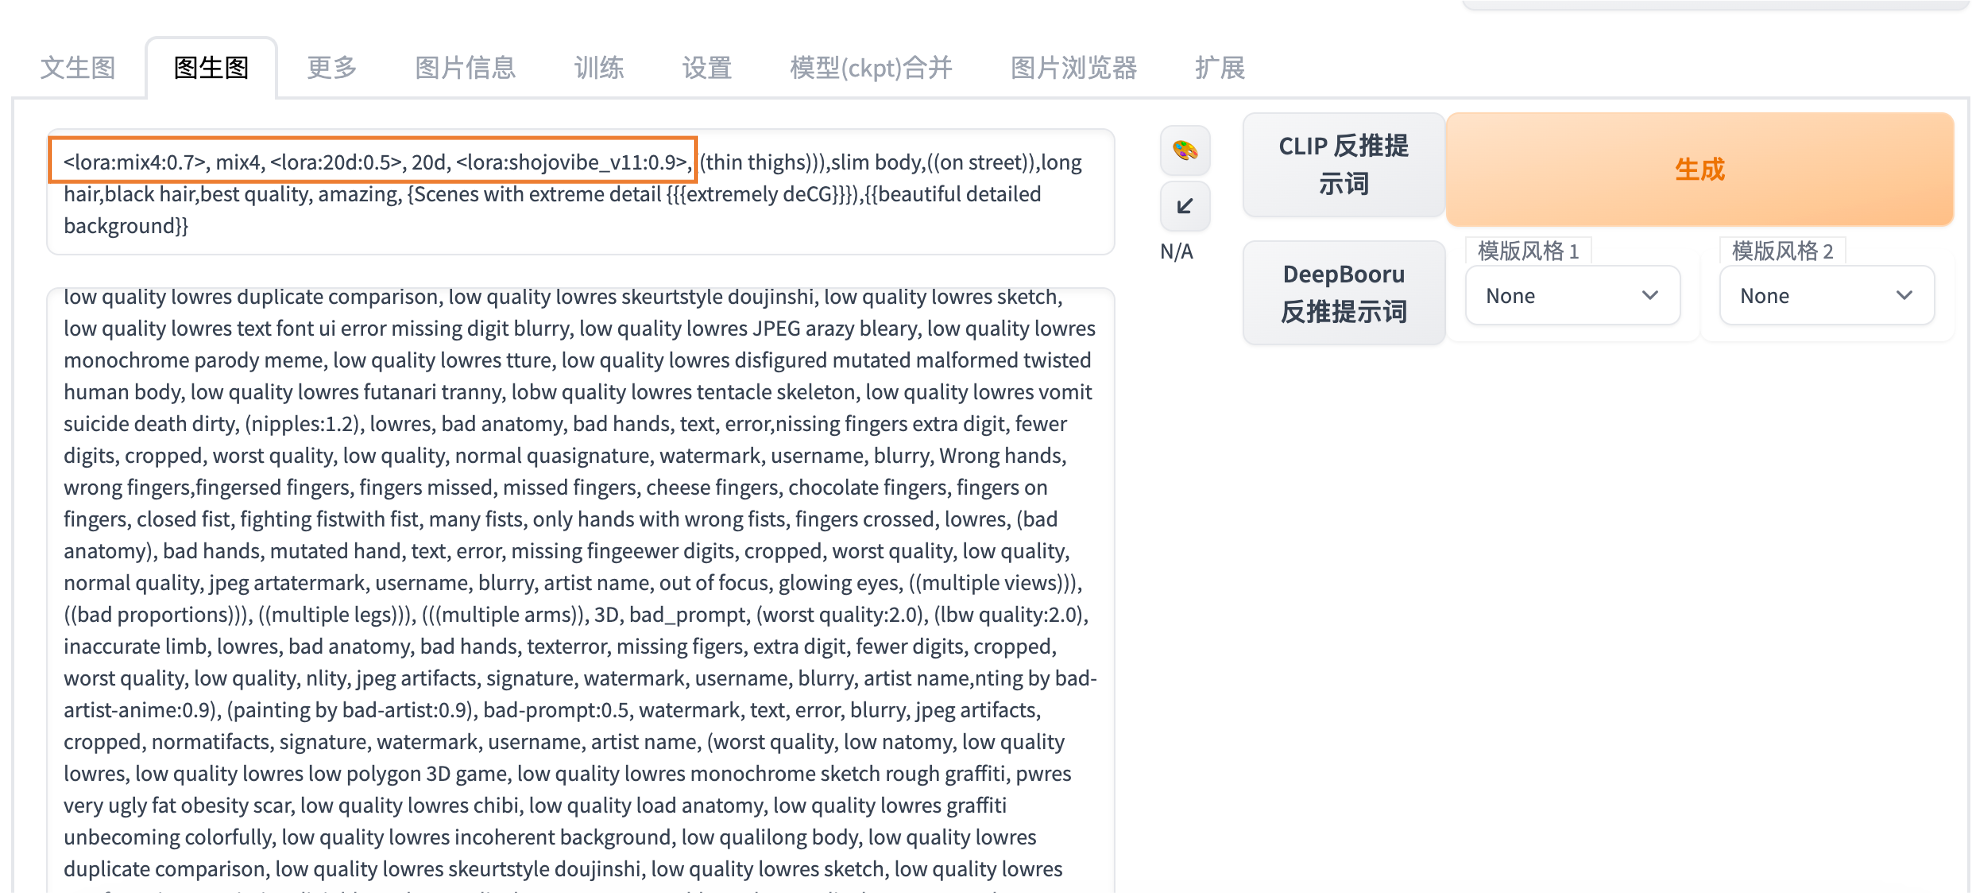 文生图 图生图 更多 图片信息 训练 设置 模型(ckpt)合并 图片浏览器 扩展
<lora:mix4:0.7>, mix4, <lora:20d:0.5>, 20d, <lora:shojovibe_v11:0.9>, (thin thighs))),slim body,((on street)),long
hair,black hair,best quality, amazing, {Scenes with extreme detail {{{extremely deCG}}}),{{beautiful detailed
background}}
N/A
CLIP 反推提
示词
生成
DeepBooru
反推提示词
模版风格 1
None
模版风格 2
None
low quality lowres duplicate comparison, low quality lowres skeurtstyle doujinshi, low quality lowres sketch,
low quality lowres text font ui error missing digit blurry, low quality lowres JPEG arazy bleary, low quality lowres
monochrome parody meme, low quality lowres tture, low quality lowres disfigured mutated malformed twisted
human body, low quality lowres futanari tranny, lobw quality lowres tentacle skeleton, low quality lowres vomit
suicide death dirty, (nipples:1.2), lowres, bad anatomy, bad hands, text, error,nissing fingers extra digit, fewer
digits, cropped, worst quality, low quality, normal quasignature, watermark, username, blurry, Wrong hands,
wrong fingers,fingersed fingers, fingers missed, missed fingers, cheese fingers, chocolate fingers, fingers on
fingers, closed fist, fighting fistwith fist, many fists, only hands with wrong fists, fingers crossed, lowres, (bad
anatomy), bad hands, mutated hand, text, error, missing fingeewer digits, cropped, worst quality, low quality,
normal quality, jpeg artatermark, username, blurry, artist name, out of focus, glowing eyes, ((multiple views))),
((bad proportions))), ((multiple legs))), (((multiple arms)), 3D, bad_prompt, (worst quality:2.0), (lbw quality:2.0),
inaccurate limb, lowres, bad anatomy, bad hands, texterror, missing figers, extra digit, fewer digits, cropped,
worst quality, low quality, nlity, jpeg artifacts, signature, watermark, username, blurry, artist name,nting by bad-
artist-anime:0.9), (painting by bad-artist:0.9), bad-prompt:0.5, watermark, text, error, blurry, jpeg artifacts,
cropped, normatifacts, signature, watermark, username, artist name, (worst quality, low natomy, low quality
lowres, low quality lowres low polygon 3D game, low quality lowres monochrome sketch rough graffiti, pwres
very ugly fat obesity scar, low quality lowres chibi, low quality load anatomy, low quality lowres graffiti
unbecoming colorfully, low quality lowres incoherent background, low qualilong body, low quality lowres
duplicate comparison, low quality lowres skeurtstyle doujinshi, low quality lowres sketch, low quality lowres